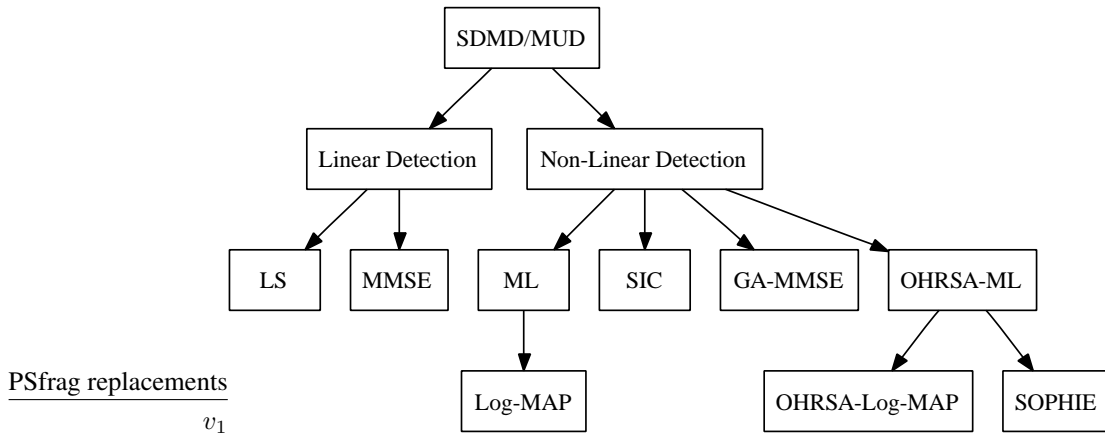 SDMD/MUD
Linear Detection
Non-Linear Detection
LS
MMSE
ML
SIC
GA-MMSE
OHRSA-ML
PSfrag replacements
v₁
Log-MAP
OHRSA-Log-MAP
SOPHIE